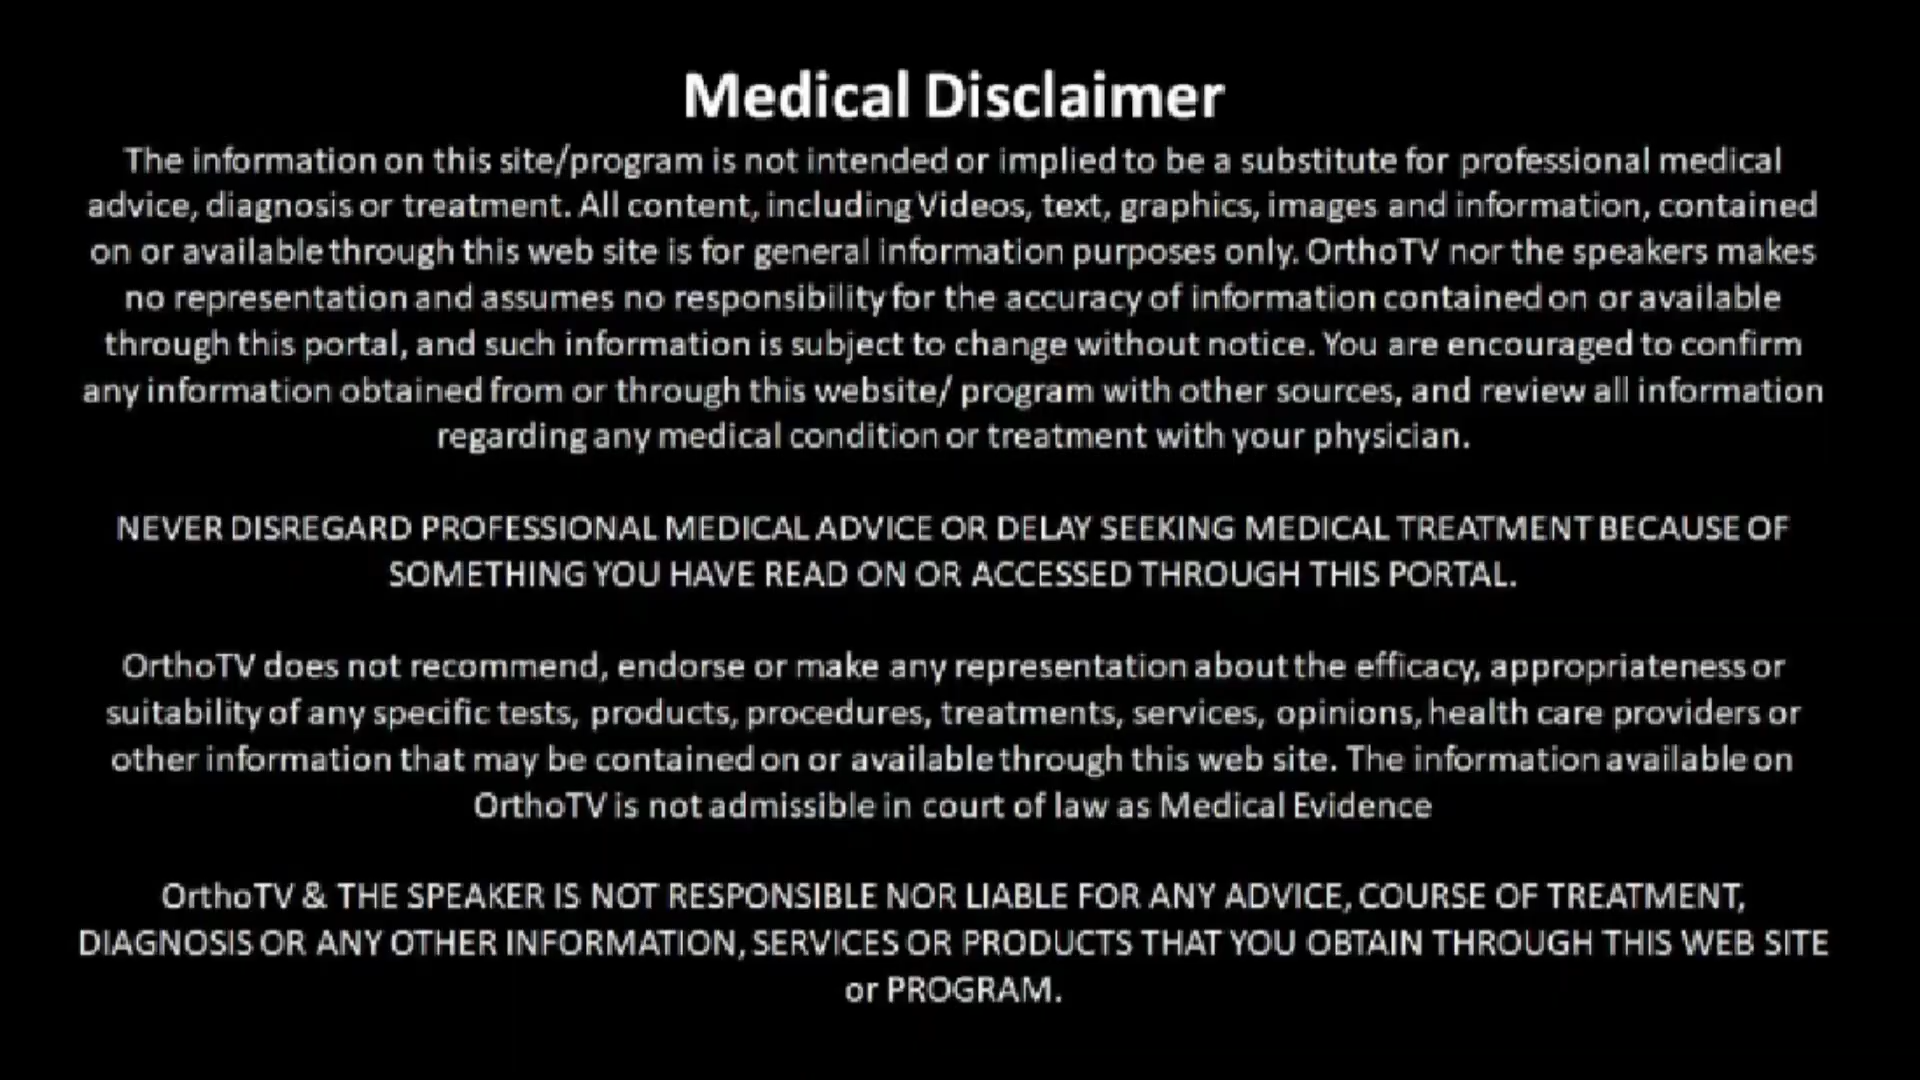 Medical Disclaimer
The information on this site/program is not intended or implied to be a substitute for professional medical
advice, diagnosis or treatment. All content, including Videos, text, graphics, images and information, contained
on or available through this web site is for general information purposes only. OrthoTV nor the speakers makes
no representation and assumes no responsibility for the accuracy of information contained on or available
through this portal, and such information is subject to change without notice. You are encouraged to confirm
any information obtained from or through this website/ program with other sources, and review all information
regarding any medical condition or treatment with your physician.
NEVER DISREGARD PROFESSIONAL MEDICAL ADVICE OR DELAY SEEKING MEDICAL TREATMENT BECAUSE OF
SOMETHING YOU HAVE READ ON OR ACCESSED THROUGH THIS PORTAL.
OrthoTV does not recommend, endorse or make any representation about the efficacy, appropriateness or
suitability of any specific tests, products, procedures, treatments, services, opinions, health care providers or
other information that may be contained on or available through this web site. The information available on
OrthoTV is not admissible in court of law as Medical Evidence
OrthoTV & THE SPEAKER IS NOT RESPONSIBLE NOR LIABLE FOR ANY ADVICE, COURSE OF TREATMENT,
DIAGNOSIS OR ANY OTHER INFORMATION, SERVICES OR PRODUCTS THAT YOU OBTAIN THROUGH THIS WEB SITE
or PROGRAM.